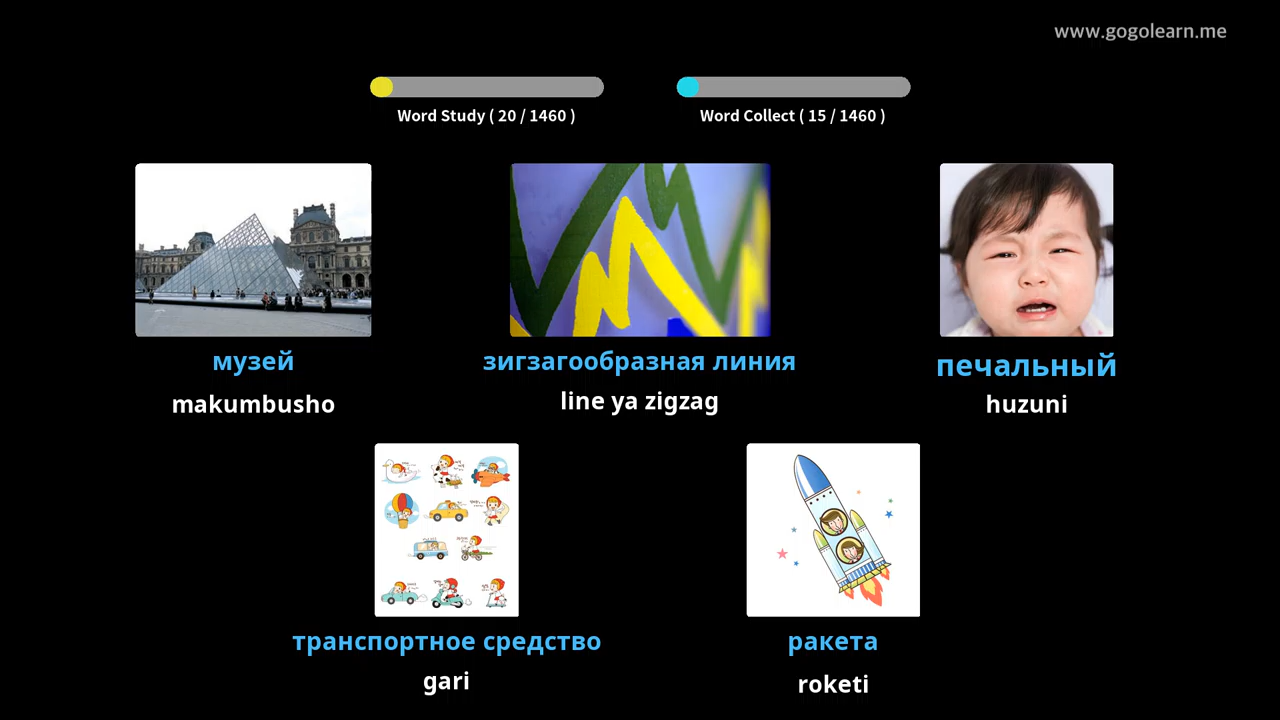 www.gogolearn.me
Word Study ( 20 / 1460 )
Word Collect ( 15 / 1460 )
музей
зигзагообразная линия
печальный
makumbusho
line ya zigzag
huzuni
транспортное средство
ракета
gari
roketi